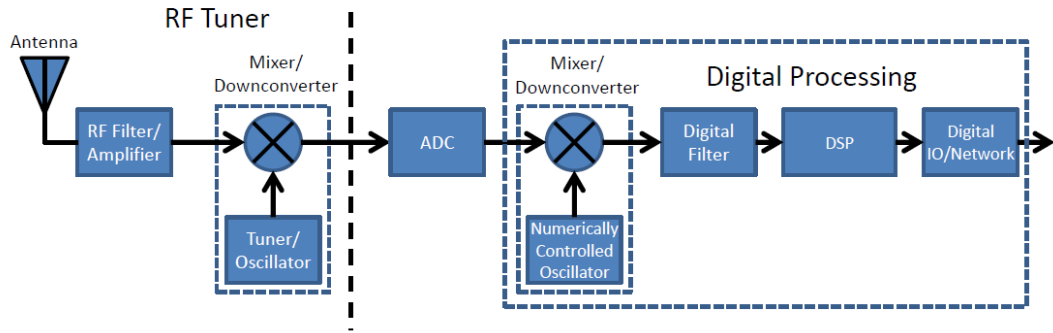 RF Tuner
Antenna
RF Filter/
Amplifier
Mixer/
Downconverter
Tuner/
Oscillator
ADC
Digital Processing
Mixer/
Downconverter
Numerically
Controlled
Oscillator
Digital
Filter
DSP
Digital
IO/Network